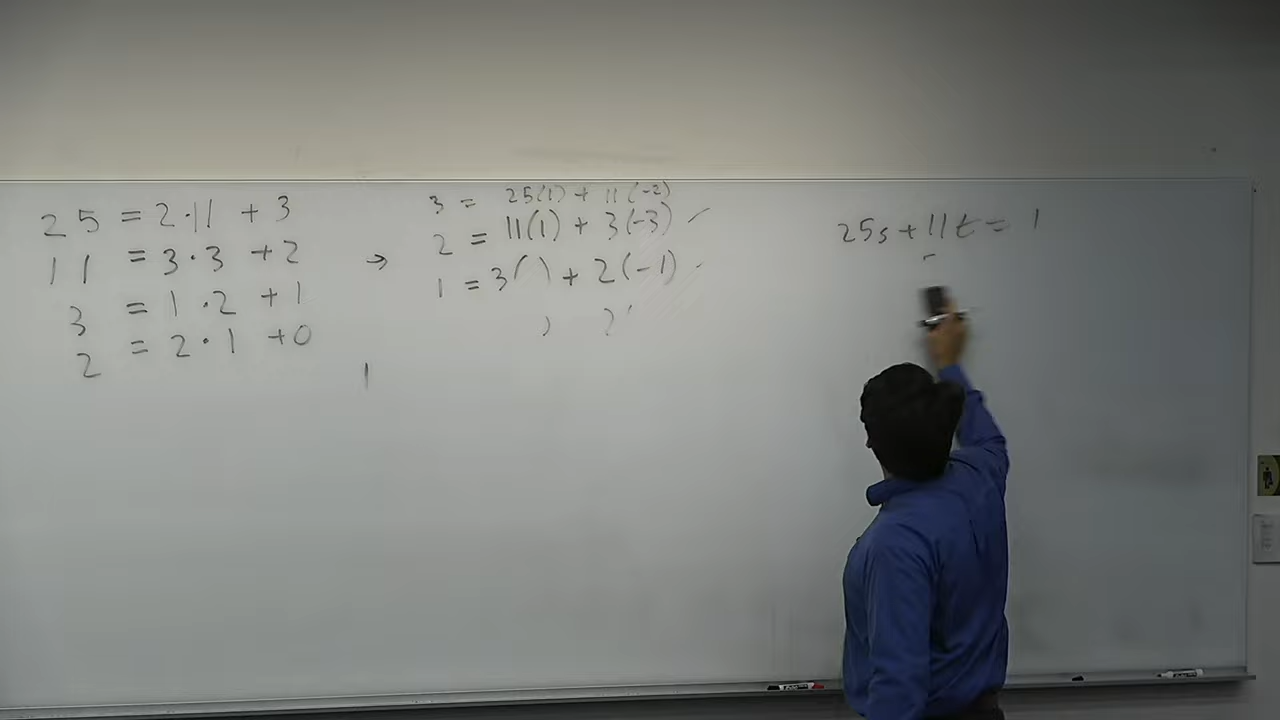 25 = 2·11 + 3
11 = 3·3 + 2
3 = 1·2 + 1
2 = 2·1 + 0
→
3 = 25(1) + 11(-2)
2 = 11(1) + 3(-3) ✓
1 = 3( ) + 2(-1)
1
25s + 11t = 1